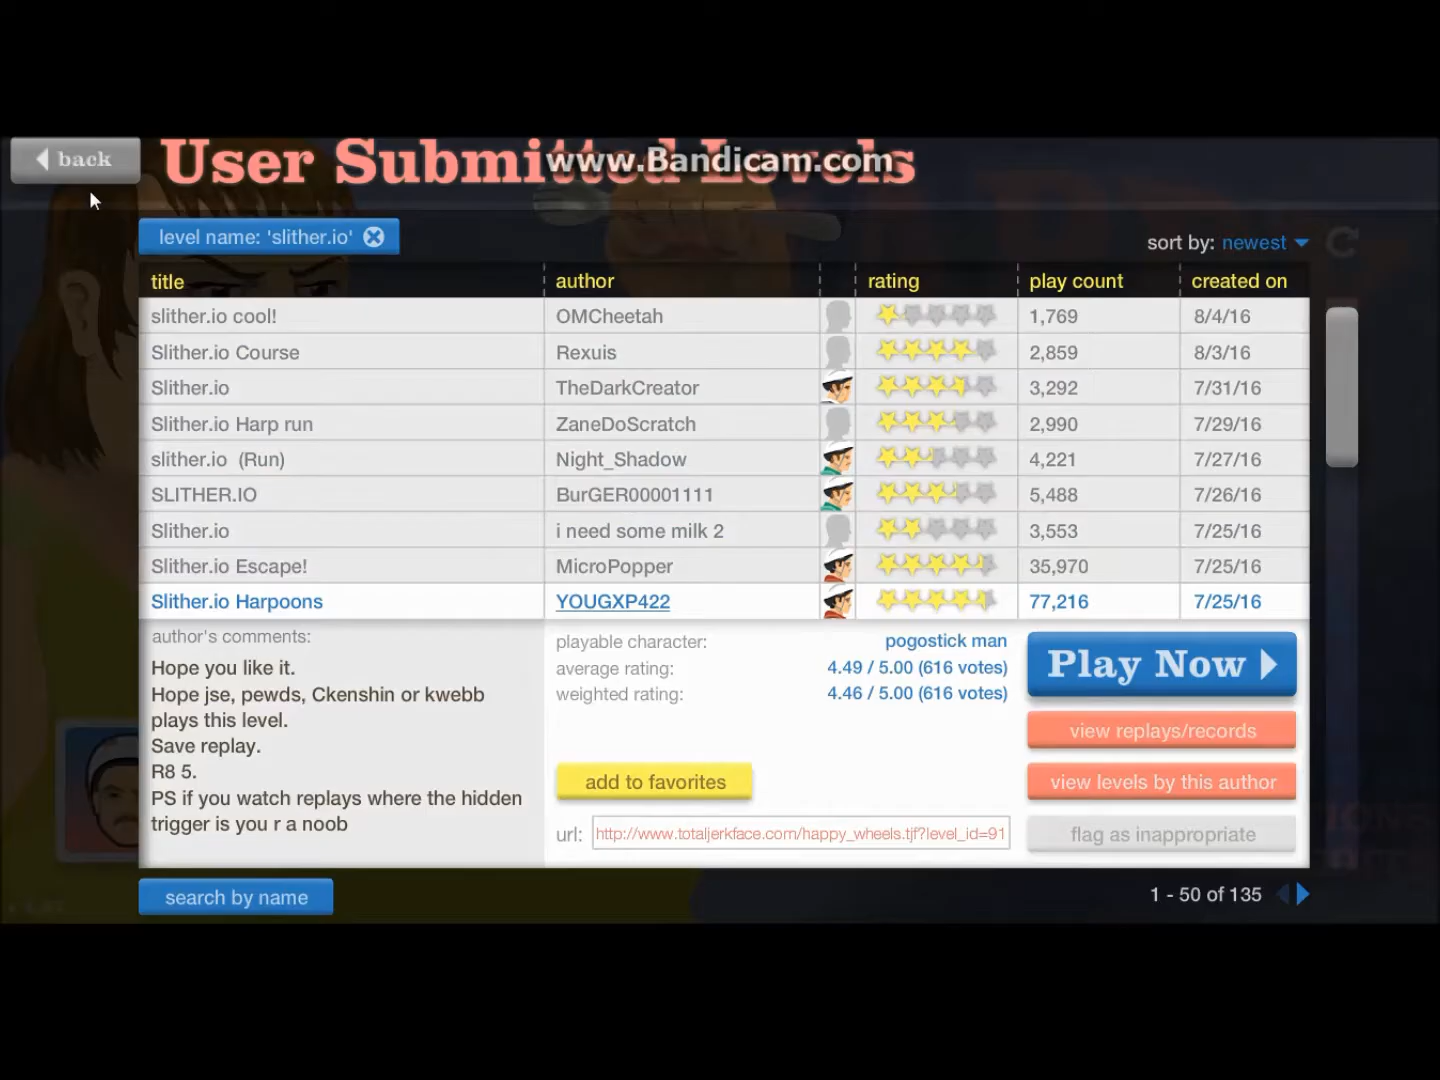 back
User Submitted Levels
www.Bandicam.com
level name: 'slither.io'
sort by: newest
title author rating play count created on
slither.io cool! OMCheetah 1,769 8/4/16
Slither.io Course Rexuis 2,859 8/3/16
Slither.io TheDarkCreator 3,292 7/31/16
Slither.io Harp run ZaneDoScratch 2,990 7/29/16
slither.io (Run) Night_Shadow 4,221 7/27/16
SLITHER.IO BurGER00001111 5,488 7/26/16
Slither.io i need some milk 2 3,553 7/25/16
Slither.io Escape! MicroPopper 35,970 7/25/16
Slither.io Harpoons YOUGXP422 77,216 7/25/16
author's comments:
Hope you like it.
Hope jse, pewds, Ckenshin or kwebb
plays this level.
Save replay.
R8 5.
PS if you watch replays where the hidden
trigger is you r a noob
playable character: pogostick man
average rating: 4.49 / 5.00 (616 votes)
weighted rating: 4.46 / 5.00 (616 votes)
add to favorites
url: http://www.totaljerkface.com/happy_wheels.tjf?level_id=91
Play Now
view replays/records
view levels by this author
flag as inappropriate
search by name
1 - 50 of 135